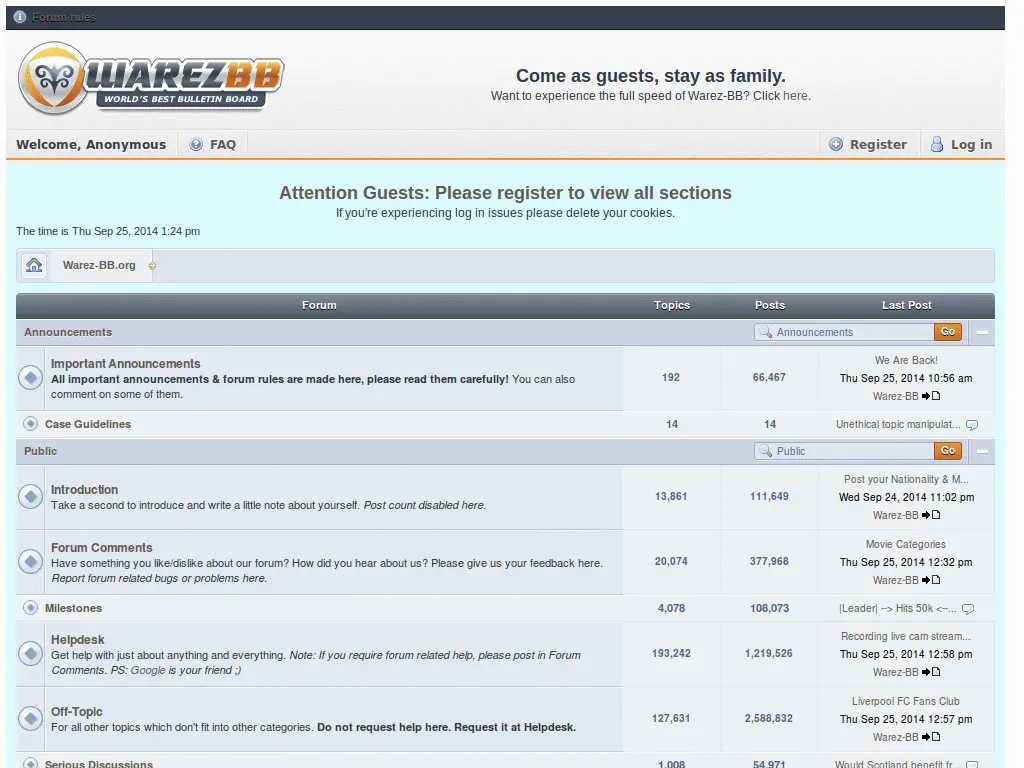 Forum rules
WAREZBB
WORLD'S BEST BULLETIN BOARD
Come as guests, stay as family.
Want to experience the full speed of Warez-BB? Click here.
Welcome, Anonymous FAQ Register Log in
Attention Guests: Please register to view all sections
If you're experiencing log in issues please delete your cookies.
The time is Thu Sep 25, 2014 1:24 pm
Warez-BB.org
Forum Topics Posts Last Post
Announcements Announcements Go
Important Announcements
All important announcements & forum rules are made here, please read them carefully! You can also
comment on some of them.
192 66,467
We Are Back!
Thu Sep 25, 2014 10:56 am
Warez-BB
Case Guidelines 14 14 Unethical topic manipulat...
Public Public Go
Introduction
Take a second to introduce and write a little note about yourself. Post count disabled here.
13,861 111,649
Post your Nationality & M...
Wed Sep 24, 2014 11:02 pm
Warez-BB
Forum Comments
Have something you like/dislike about our forum? How did you hear about us? Please give us your feedback here.
Report forum related bugs or problems here.
20,074 377,968
Movie Categories
Thu Sep 25, 2014 12:32 pm
Warez-BB
Milestones 4,078 108,073 |Leader| --> Hits 50k <--...
Helpdesk
Get help with just about anything and everything. Note: If you require forum related help, please post in Forum
Comments. PS: Google is your friend ;)
193,242 1,219,526
Recording live cam stream...
Thu Sep 25, 2014 12:58 pm
Warez-BB
Off-Topic
For all other topics which don't fit into other categories. Do not request help here. Request it at Helpdesk.
127,631 2,588,832
Liverpool FC Fans Club
Thu Sep 25, 2014 12:57 pm
Warez-BB
Serious Discussions 1,008 54,971 Would Scotland benefit fr...